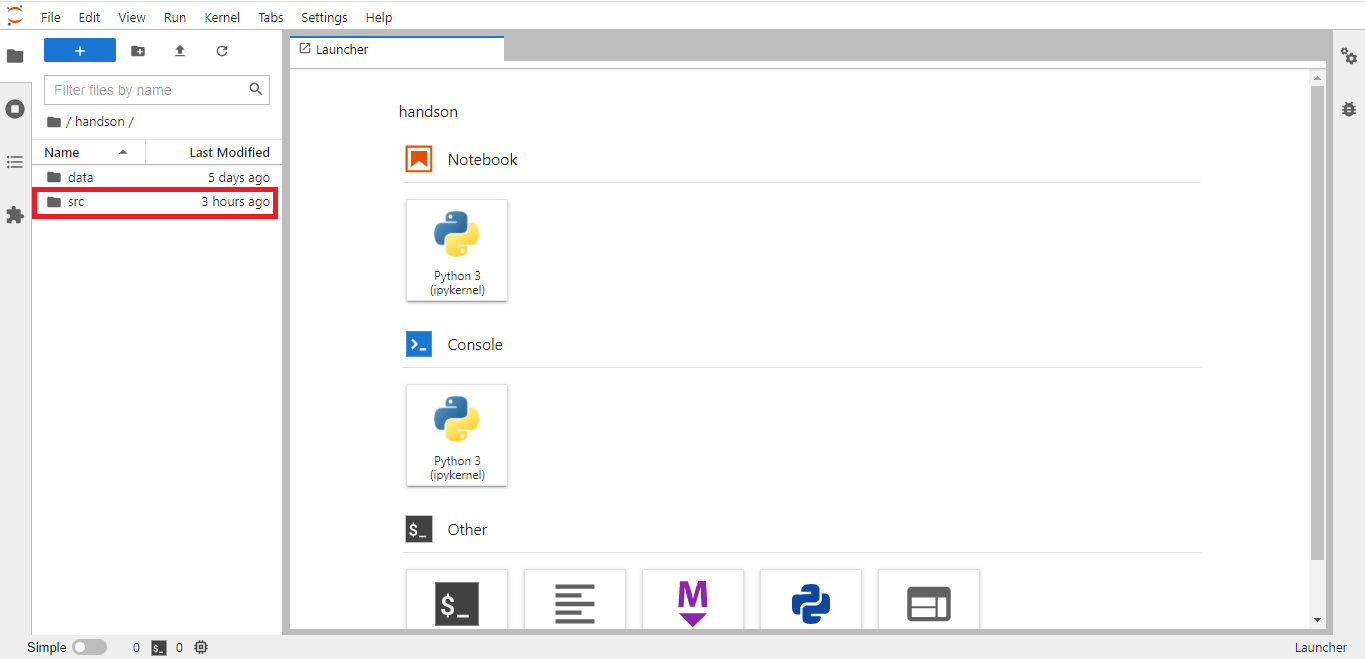 File Edit View Run Kernel Tabs Settings Help
+
Launcher
Filter files by name
/ handson /
Name Last Modified
data 5 days ago
src 3 hours ago
handson
Notebook
Python 3
(ipykernel)
Console
Python 3
(ipykernel)
$_ Other
$_ M
Simple 0 $_ 0 Launcher